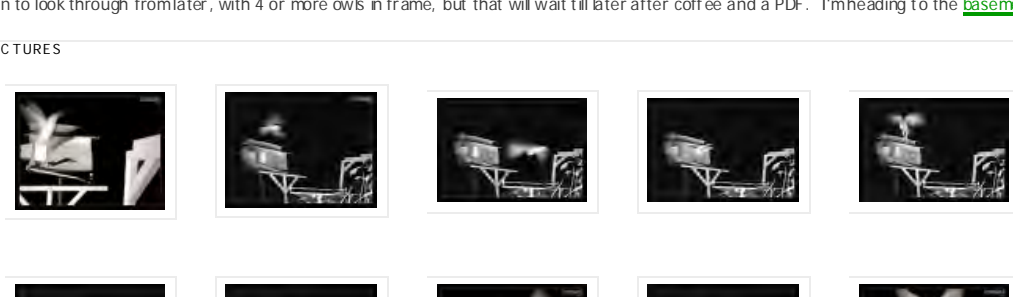 n to look through from later, with 4 or more owls in frame, but that will wait till later after coffee and a PDF. I'm heading to the basem
CTURES